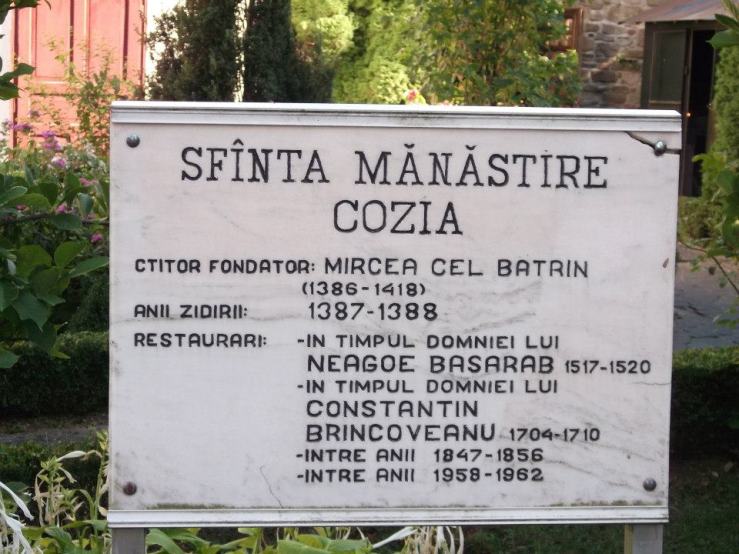 SFÎNTA MĂNĂSTIRE
COZIA
CTITOR FONDATOR: MIRCEA CEL BATRIN
(1386-1418)
ANII ZIDIRII: 1387-1388
RESTAURARI: -IN TIMPUL DOMNIEI LUI
NEAGOE BASARAB 1517-1520
-IN TIMPUL DOMNIEI LUI
CONSTANTIN
BRINCOVEANU 1704-1710
-INTRE ANII 1847-1856
-INTRE ANII 1958-1962